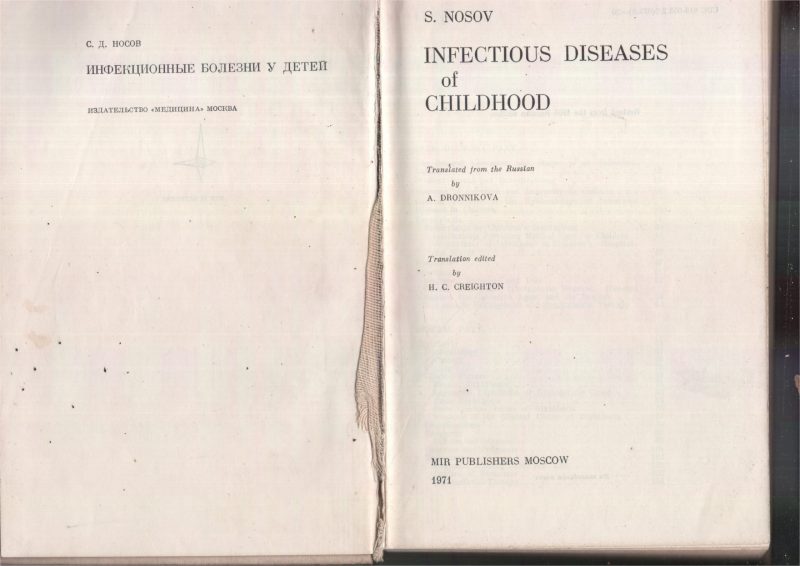 С. Д. НОСОВ
ИНФЕКЦИОННЫЕ БОЛЕЗНИ У ДЕТЕЙ
ИЗДАТЕЛЬСТВО «МЕДИЦИНА» МОСКВА
S. NOSOV
INFECTIOUS DISEASES
of
CHILDHOOD
Translated from the Russian
by
A. DRONNIKOVA
Translation edited
by
H. C. CREIGHTON
MIR PUBLISHERS MOSCOW
1971